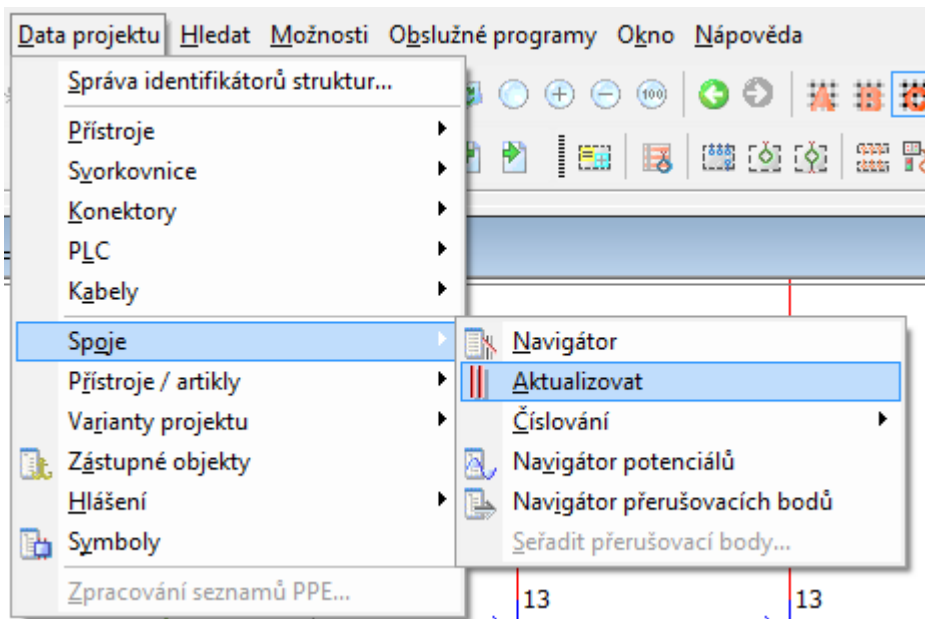 Data projektu Hledat Možnosti Obslužné programy Okno Nápověda
Správa identifikátorů struktur...
100
A B C
Přístroje
Svorkovnice
Konektory
PLC
Kabely
Spoje
Přístroje / artikly
Varianty projektu
Zástupné objekty
Hlášení
Symboly
Zpracování seznamů PPE...
Navigátor
Aktualizovat
Číslování
Navigátor potenciálů
Navigátor přerušovacích bodů
Seřadit přerušovací body...
13 13